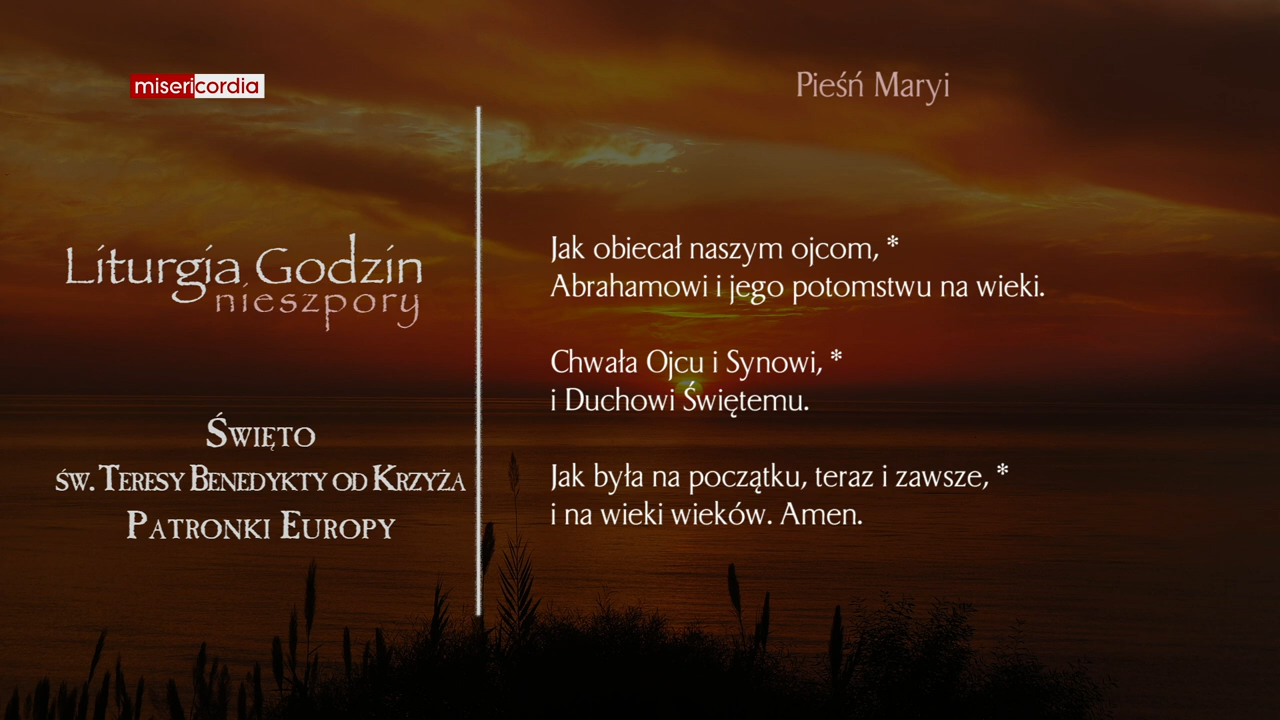 misericordia
Pieśń Maryi
Liturgia Godzin
nieszpory
Święto
św. Teresy Benedykty od Krzyża
Patronki Europy
Jak obiecał naszym ojcom, *
Abrahamowi i jego potomstwu na wieki.
Chwała Ojcu i Synowi, *
i Duchowi Świętemu.
Jak była na początku, teraz i zawsze, *
i na wieki wieków. Amen.